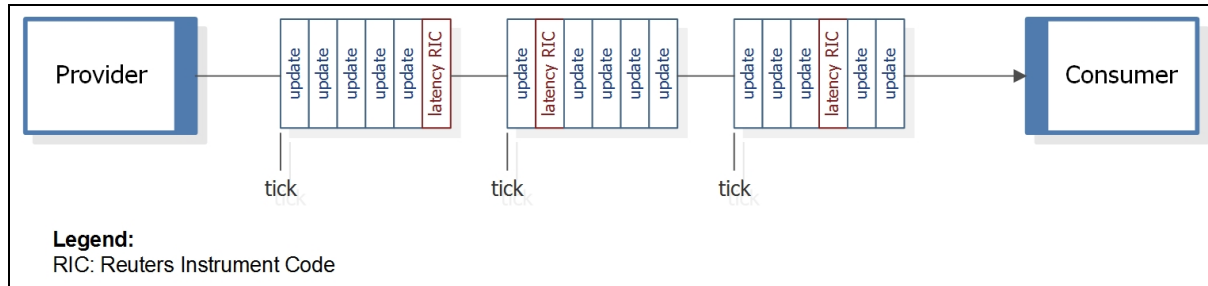 Provider
update
update
update
update
update
latency RIC
update
latency RIC
update
update
update
update
update
update
update
latency RIC
update
update
Consumer
tick
tick
tick
Legend:
RIC: Reuters Instrument Code